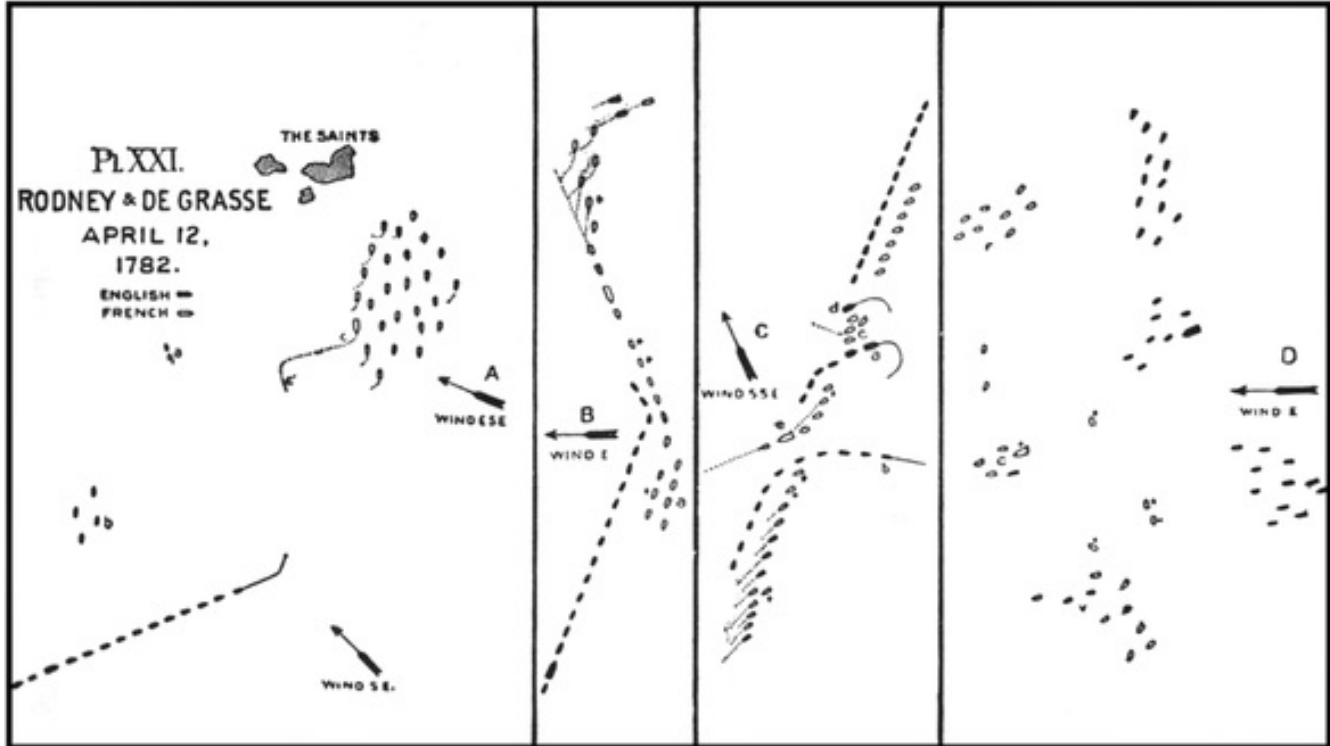 THE SAINTS
Pl. XXI.
RODNEY & DE GRASSE
APRIL 12,
1782.
ENGLISH
FRENCH
a
c
c'
A
WIND ESE
b
WIND SE.
B
WIND E
a
C
WIND SSE
d
c
a
b
D
WIND E
c